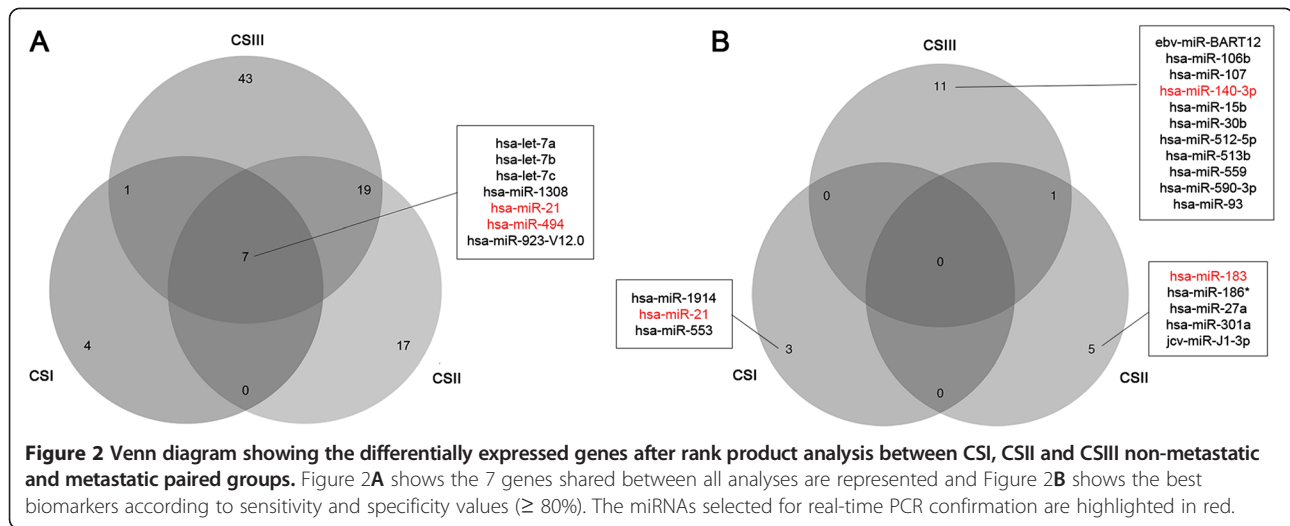 A
CSIII
43
1
19
7
4
17
0
CSI
CSII
hsa-let-7a
hsa-let-7b
hsa-let-7c
hsa-miR-1308
hsa-miR-21
hsa-miR-494
hsa-miR-923-V12.0
B
CSIII
11
0
1
0
3
5
0
CSI
CSII
ebv-miR-BART12
hsa-miR-106b
hsa-miR-107
hsa-miR-140-3p
hsa-miR-15b
hsa-miR-30b
hsa-miR-512-5p
hsa-miR-513b
hsa-miR-559
hsa-miR-590-3p
hsa-miR-93
hsa-miR-1914
hsa-miR-21
hsa-miR-553
hsa-miR-183
hsa-miR-186*
hsa-miR-27a
hsa-miR-301a
jcv-miR-J1-3p
Figure 2 Venn diagram showing the differentially expressed genes after rank product analysis between CSI, CSII and CSIII non-metastatic
and metastatic paired groups. Figure 2A shows the 7 genes shared between all analyses are represented and Figure 2B shows the best
biomarkers according to sensitivity and specificity values (≥ 80%). The miRNAs selected for real-time PCR confirmation are highlighted in red.